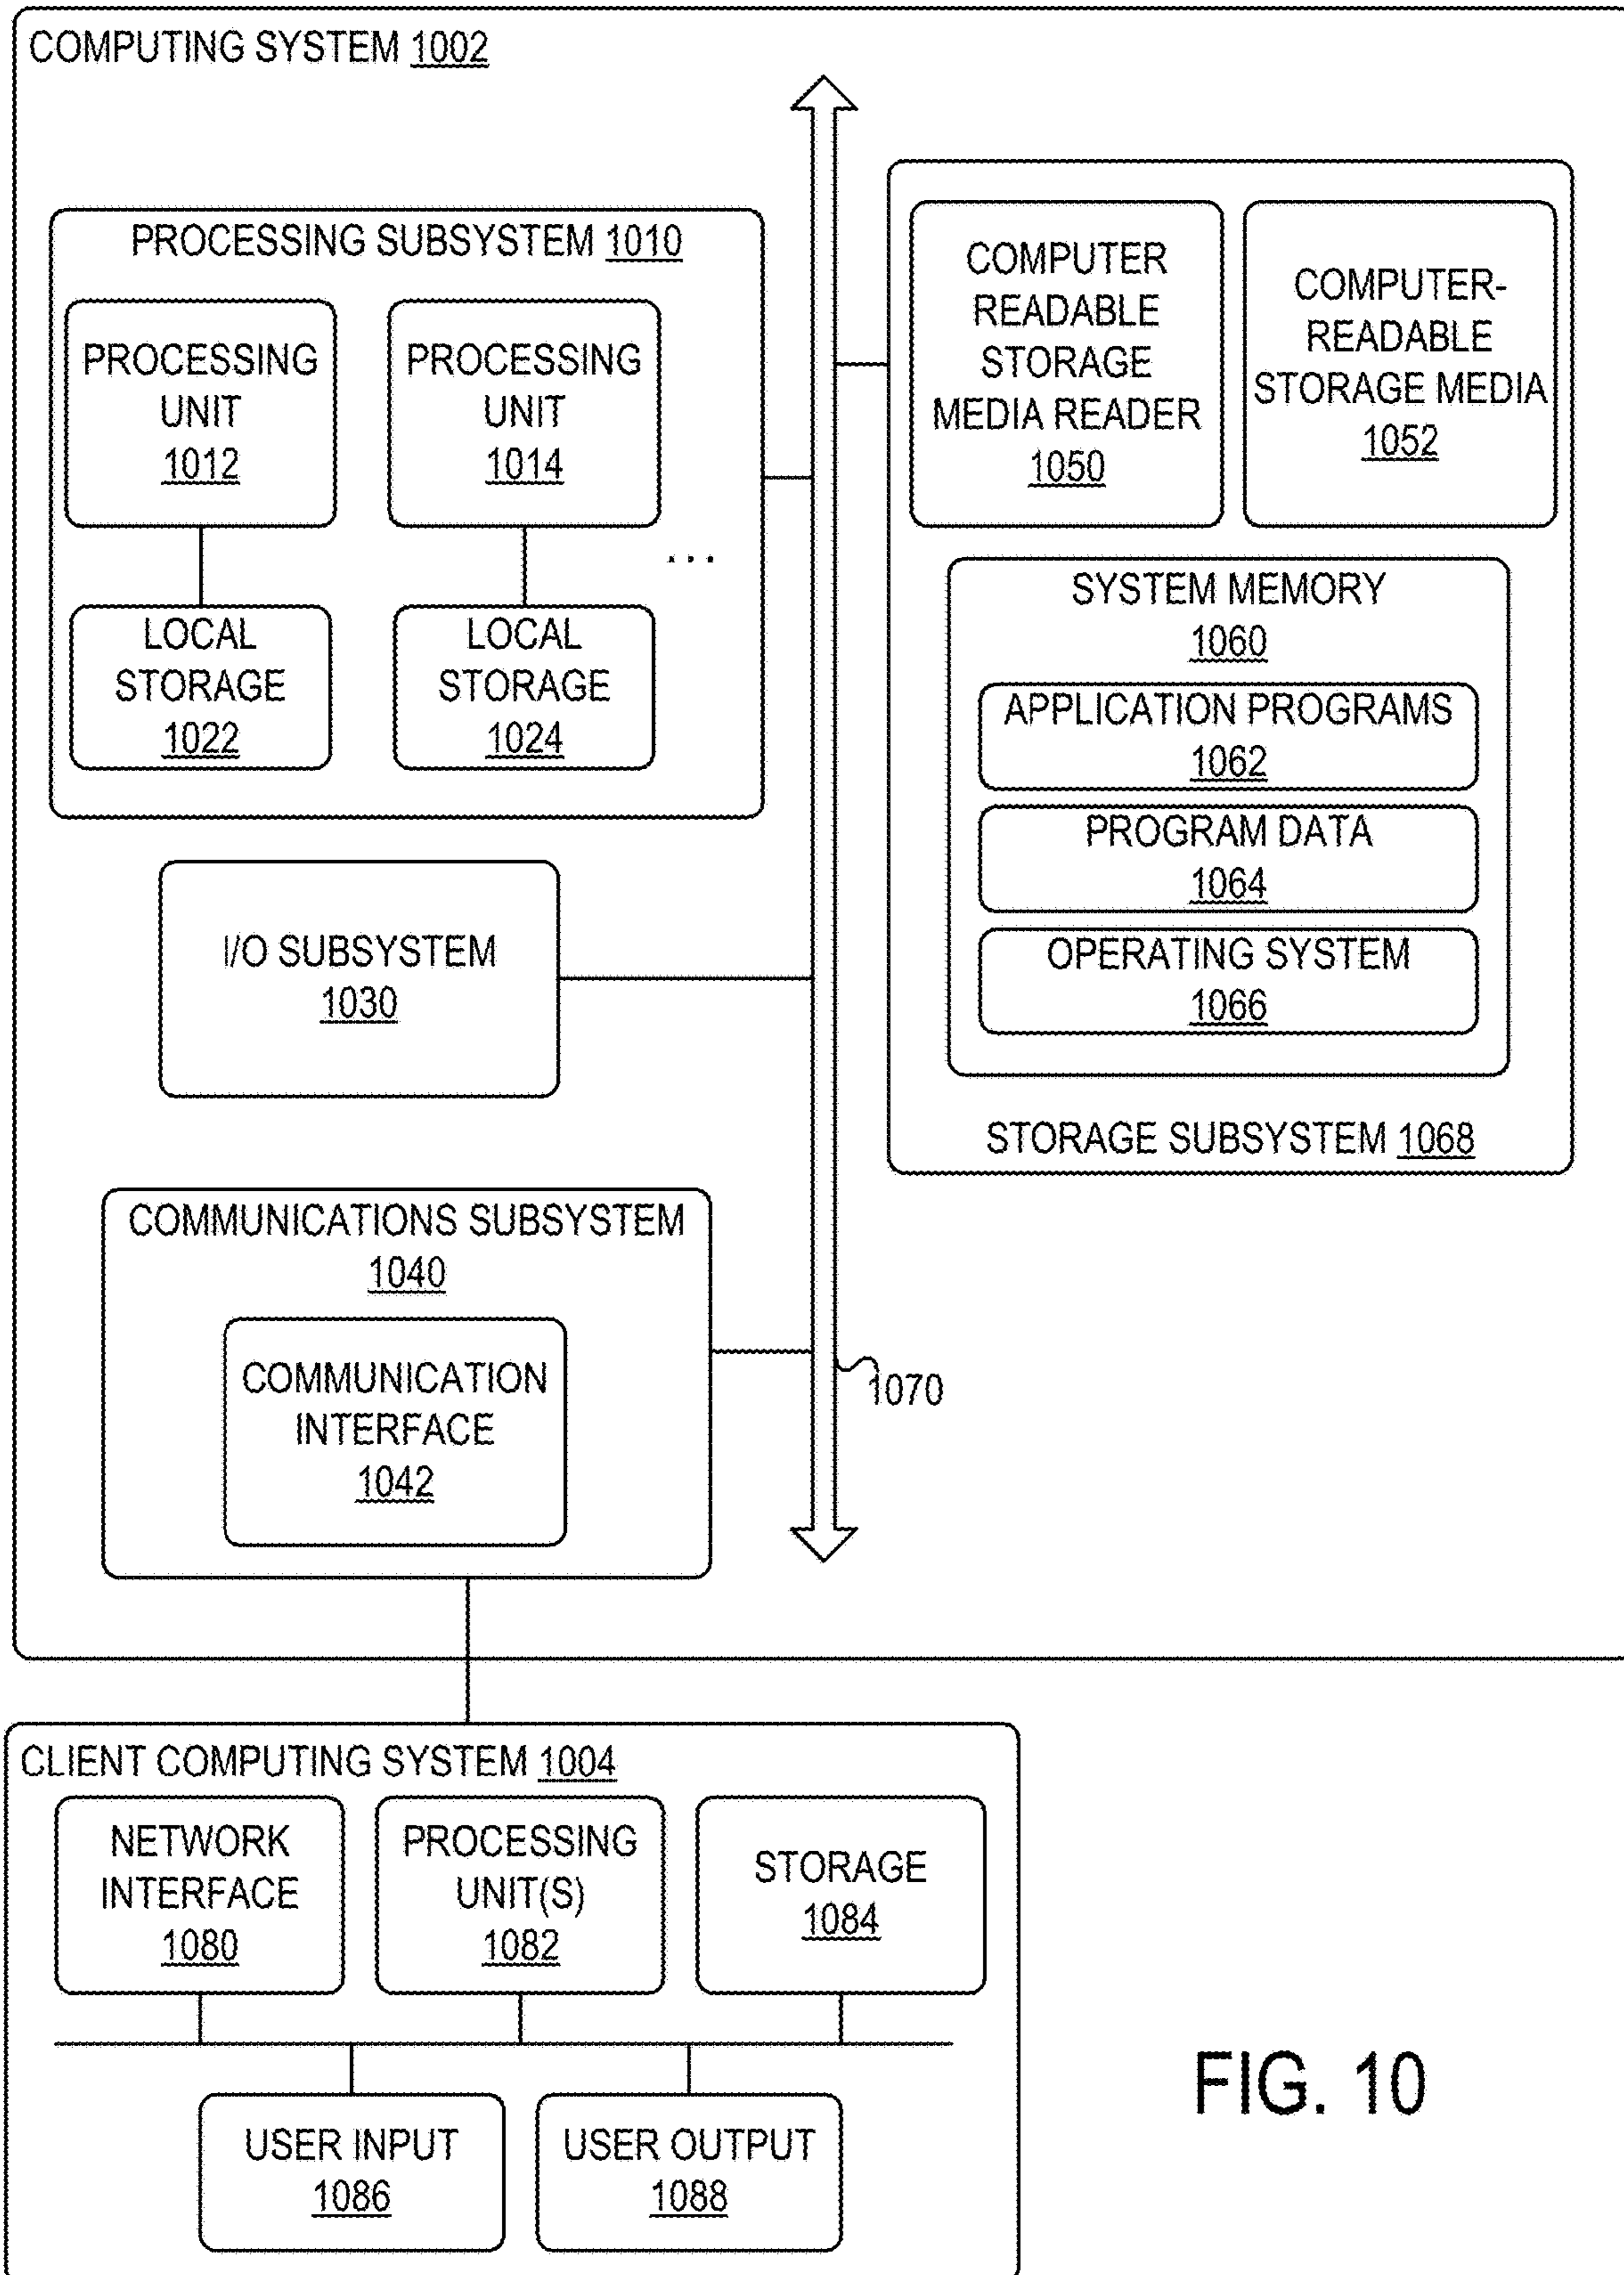 COMPUTING SYSTEM 1002
PROCESSING SUBSYSTEM 1010
PROCESSING
UNIT
1012
PROCESSING
UNIT
1014
...
LOCAL
STORAGE
1022
LOCAL
STORAGE
1024
I/O SUBSYSTEM
1030
COMMUNICATIONS SUBSYSTEM
1040
COMMUNICATION
INTERFACE
1042
1070
COMPUTER
READABLE
STORAGE
MEDIA READER
1050
COMPUTER-
READABLE
STORAGE MEDIA
1052
SYSTEM MEMORY
1060
APPLICATION PROGRAMS
1062
PROGRAM DATA
1064
OPERATING SYSTEM
1066
STORAGE SUBSYSTEM 1068
CLIENT COMPUTING SYSTEM 1004
NETWORK
INTERFACE
1080
PROCESSING
UNIT(S)
1082
STORAGE
1084
USER INPUT
1086
USER OUTPUT
1088
FIG. 10